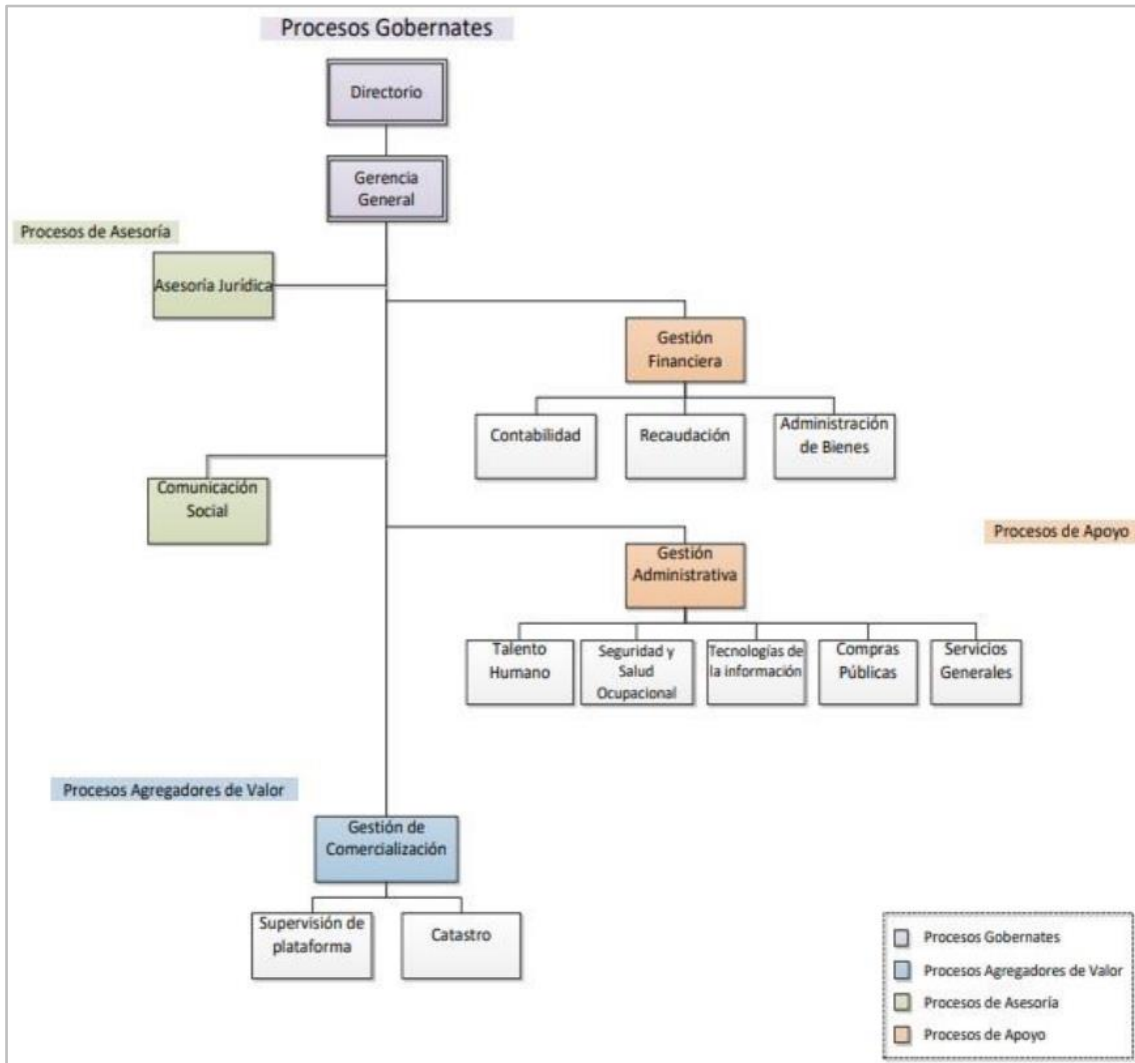 Procesos Gobernates
Directorio
Gerencia
General
Procesos de Asesoría
Asesoría Jurídica
Gestión
Financiera
Contabilidad
Recaudación
Administración
de Bienes
Comunicación
Social
Procesos de Apoyo
Gestión
Administrativa
Talento
Humano
Seguridad y
Salud
Ocupacional
Tecnologías de
la información
Compras
Públicas
Servicios
Generales
Procesos Agregadores de Valor
Gestión de
Comercialización
Supervisión de
plataforma
Catastro
Procesos Gobernates
Procesos Agregadores de Valor
Procesos de Asesoría
Procesos de Apoyo